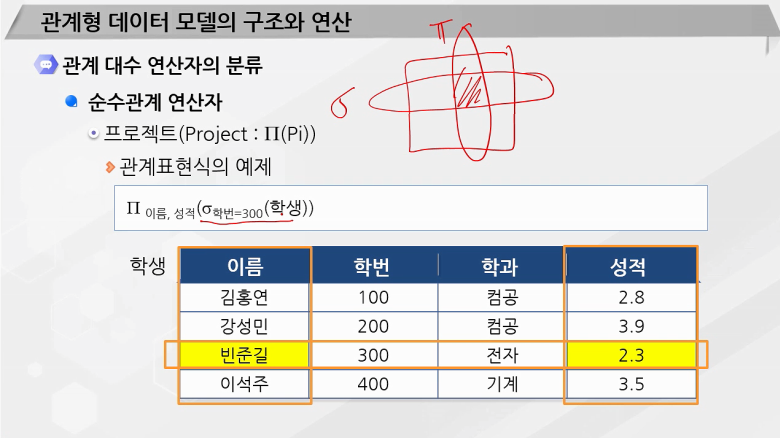 관계형 데이터 모델의 구조와 연산
π
관계 대수 연산자의 분류
σ
순수관계 연산자
프로젝트(Project : Π(Pi))
관계표현식의 예제
Π 이름, 성적(σ학번=300(학생))
학생
이름 학번 학과 성적
김홍연 100 컴공 2.8
강성민 200 컴공 3.9
빈준길 300 전자 2.3
이석주 400 기계 3.5